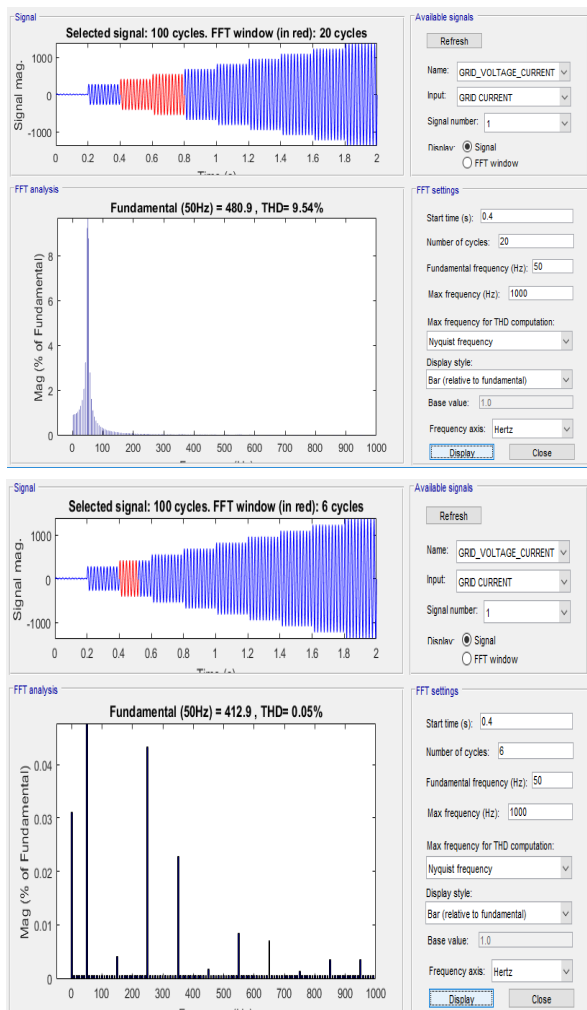 Signal
Selected signal: 100 cycles. FFT window (in red): 20 cycles
1000
0
-1000
Signal mag.
0 0.2 0.4 0.6 0.8 1 1.2 1.4 1.6 1.8 2
Available signals
Refresh
Name: GRID_VOLTAGE_CURRENT
Input: GRID CURRENT
Signal number: 1
Display: Signal
FFT window
FFT analysis
Fundamental (50Hz) = 480.9 , THD= 9.54%
8
6
4
2
0
Mag (% of Fundamental)
0 100 200 300 400 500 600 700 800 900 1000
FFT settings
Start time (s): 0.4
Number of cycles: 20
Fundamental frequency (Hz): 50
Max frequency (Hz): 1000
Max frequency for THD computation:
Nyquist frequency
Display style:
Bar (relative to fundamental)
Base value: 1.0
Frequency axis: Hertz
Display Close
Signal
Selected signal: 100 cycles. FFT window (in red): 6 cycles
1000
0
-1000
Signal mag.
0 0.2 0.4 0.6 0.8 1 1.2 1.4 1.6 1.8 2
Available signals
Refresh
Name: GRID_VOLTAGE_CURRENT
Input: GRID CURRENT
Signal number: 1
Display: Signal
FFT window
FFT analysis
Fundamental (50Hz) = 412.9 , THD= 0.05%
0.04
0.03
0.02
0.01
0
Mag (% of Fundamental)
0 100 200 300 400 500 600 700 800 900 1000
FFT settings
Start time (s): 0.4
Number of cycles: 6
Fundamental frequency (Hz): 50
Max frequency (Hz): 1000
Max frequency for THD computation:
Nyquist frequency
Display style:
Bar (relative to fundamental)
Base value: 1.0
Frequency axis: Hertz
Display Close